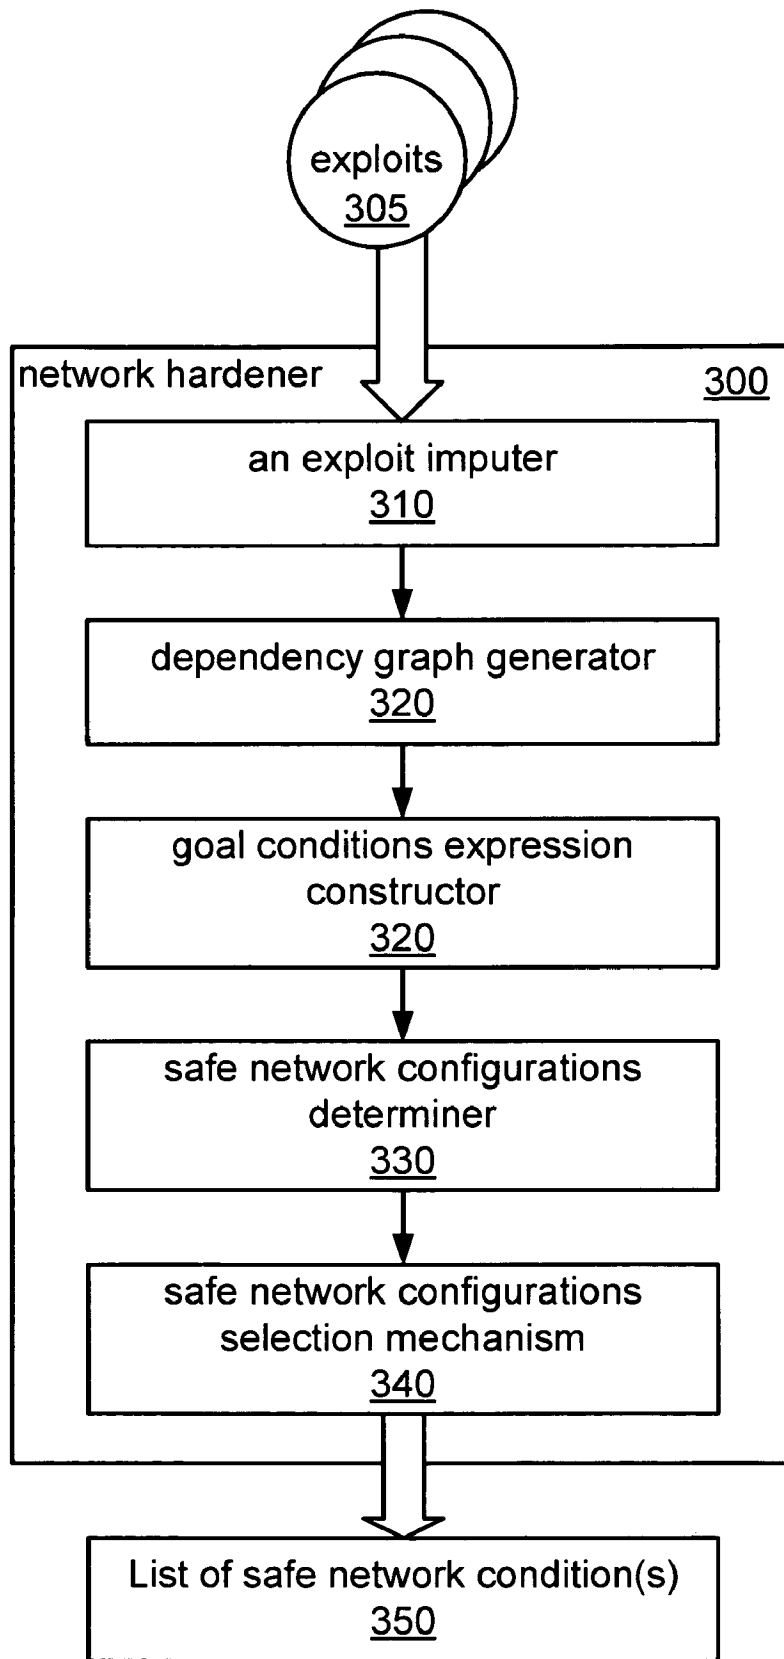 exploits
305
network hardener
300
an exploit imputer
310
dependency graph generator
320
goal conditions expression
constructor
320
safe network configurations
determiner
330
safe network configurations
selection mechanism
340
List of safe network condition(s)
350